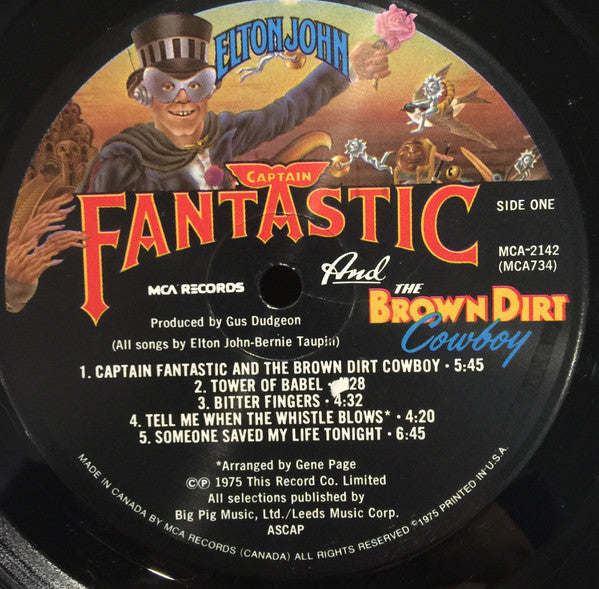 ELTON JOHN
CAPTAIN
FANTASTIC
SIDE ONE
MCA-2142
(MCA734)
MCA RECORDS
And
THE
BROWN DIRT
Cowboy
Produced by Gus Dudgeon
(All songs by Elton John-Bernie Taupin)
1. CAPTAIN FANTASTIC AND THE BROWN DIRT COWBOY • 5:45
2. TOWER OF BABEL • 28
3. BITTER FINGERS • 4:32
4. TELL ME WHEN THE WHISTLE BLOWS* • 4:20
5. SOMEONE SAVED MY LIFE TONIGHT • 6:45
*Arranged by Gene Page
©Ⓟ 1975 This Record Co. Limited
All selections published by
Big Pig Music, Ltd./Leeds Music Corp.
ASCAP
MADE IN CANADA BY MCA RECORDS (CANADA) ALL RIGHTS RESERVED ©1975 PRINTED IN U.S.A.